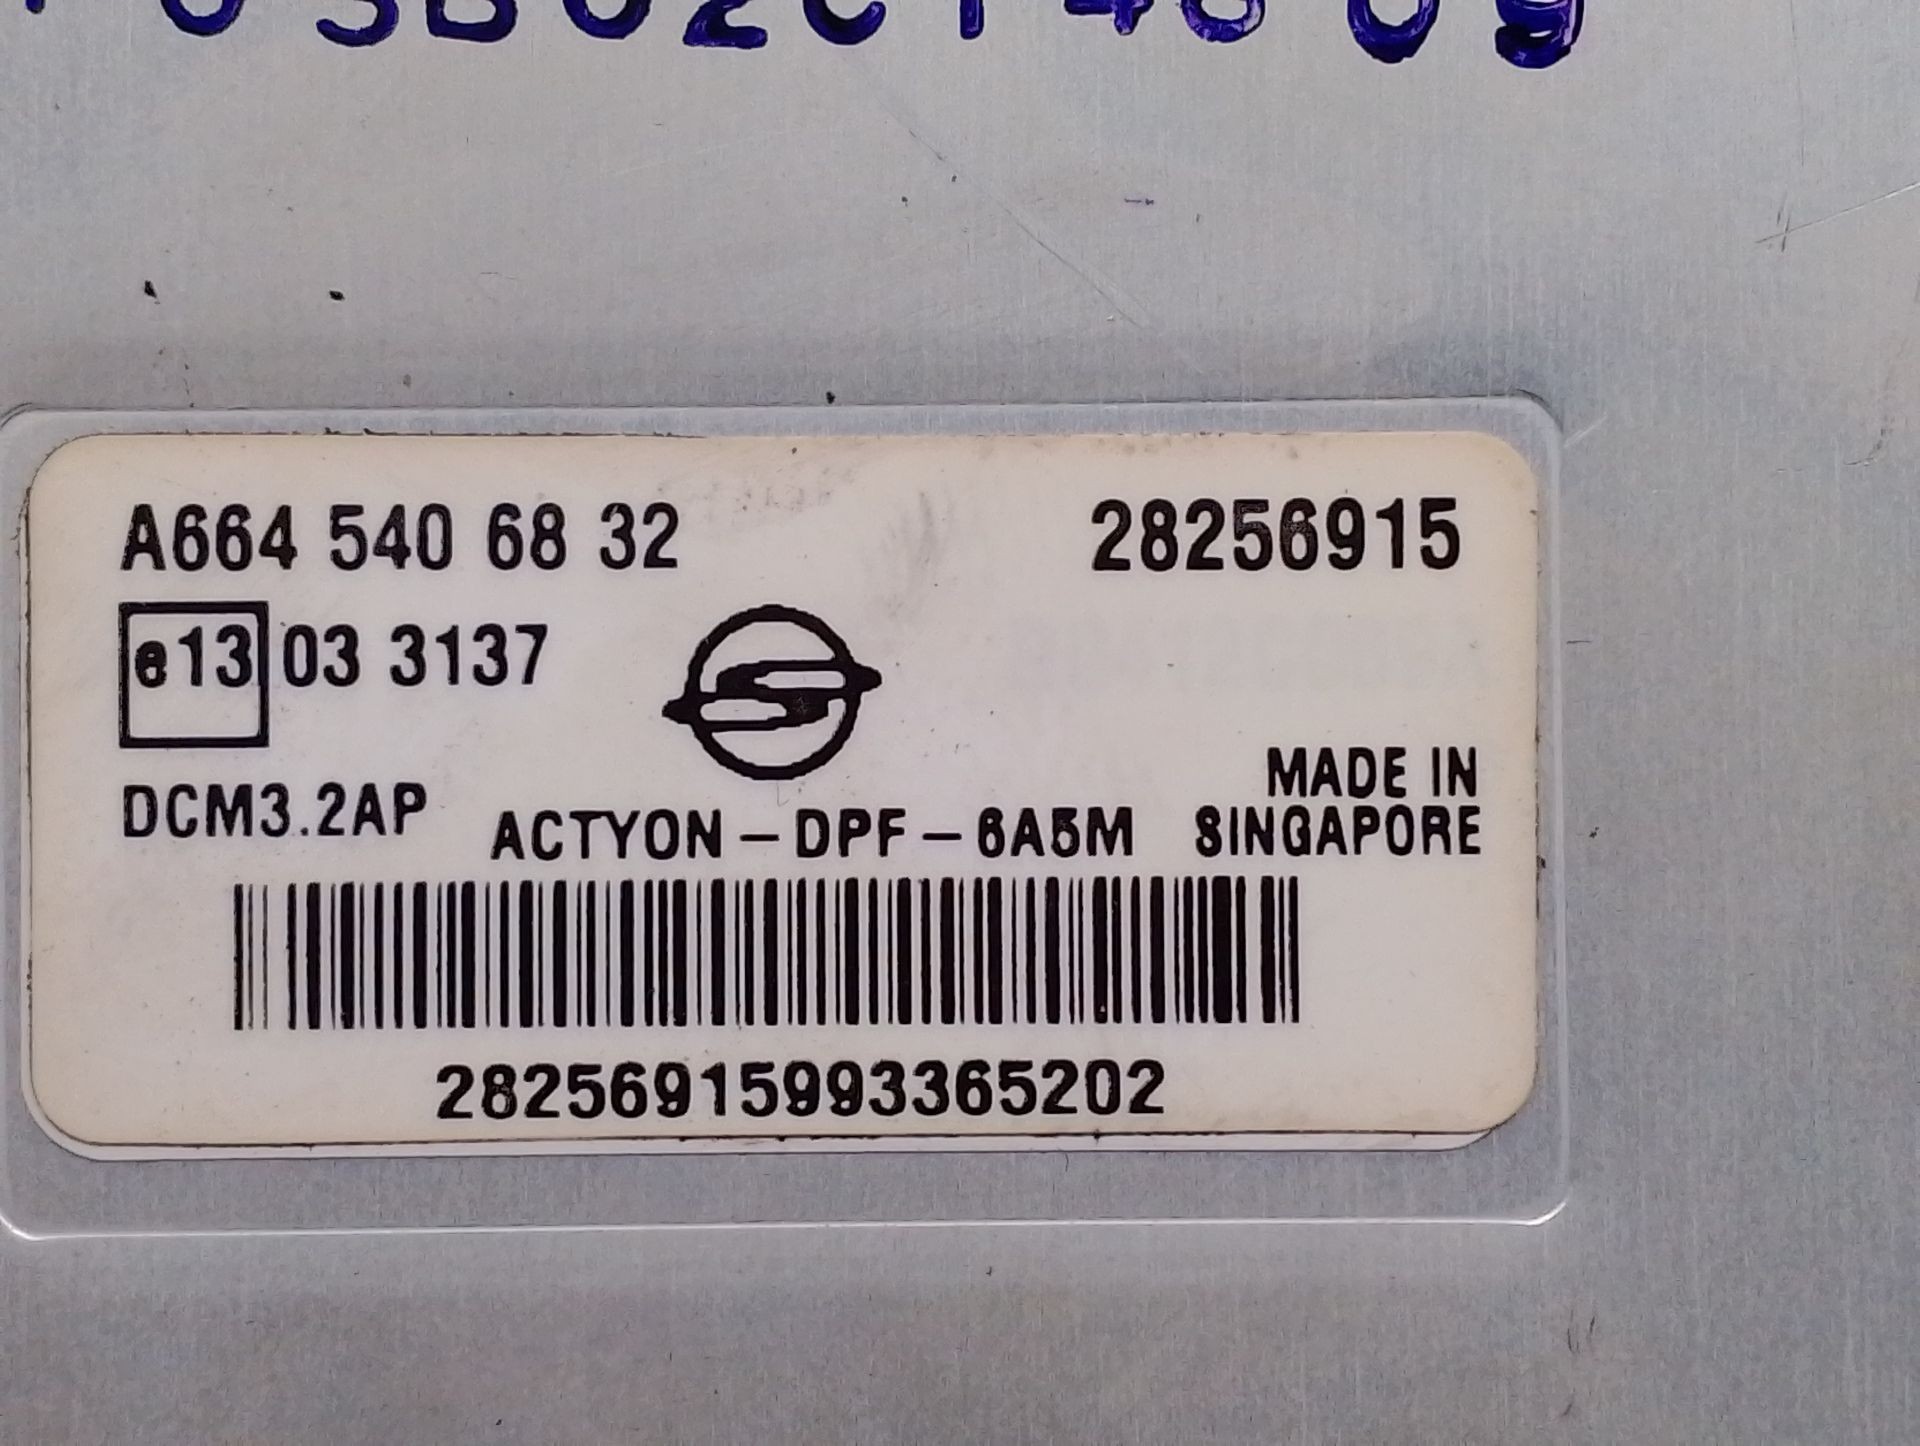 A664 540 68 32
28256915
e13 03 3137
DCM3.2AP
MADE IN
SINGAPORE
ACTYON-DPF-6A5M
28256915993365202